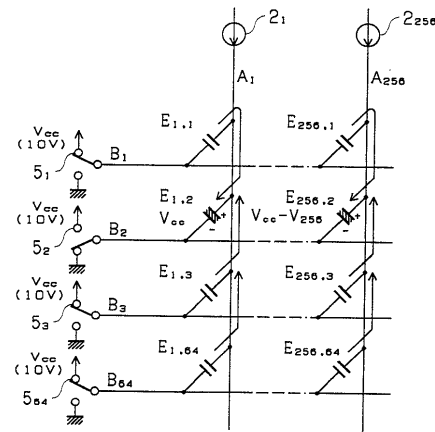 2₁
2₂₅₆
A₁
A₂₅₆
E₁.₁
E₂₅₆.₁
Vcc
(10V)
B₁
5₁
E₁.₂
E₂₅₆.₂
Vcc
(10V)
B₂
Vcc
+
-
Vcc-V₂₅₆
+
-
5₂
E₁.₃
E₂₅₆.₃
Vcc
(10V)
B₃
5₃
E₁.₆₄
E₂₅₆.₆₄
Vcc
(10V)
B₆₄
5₆₄